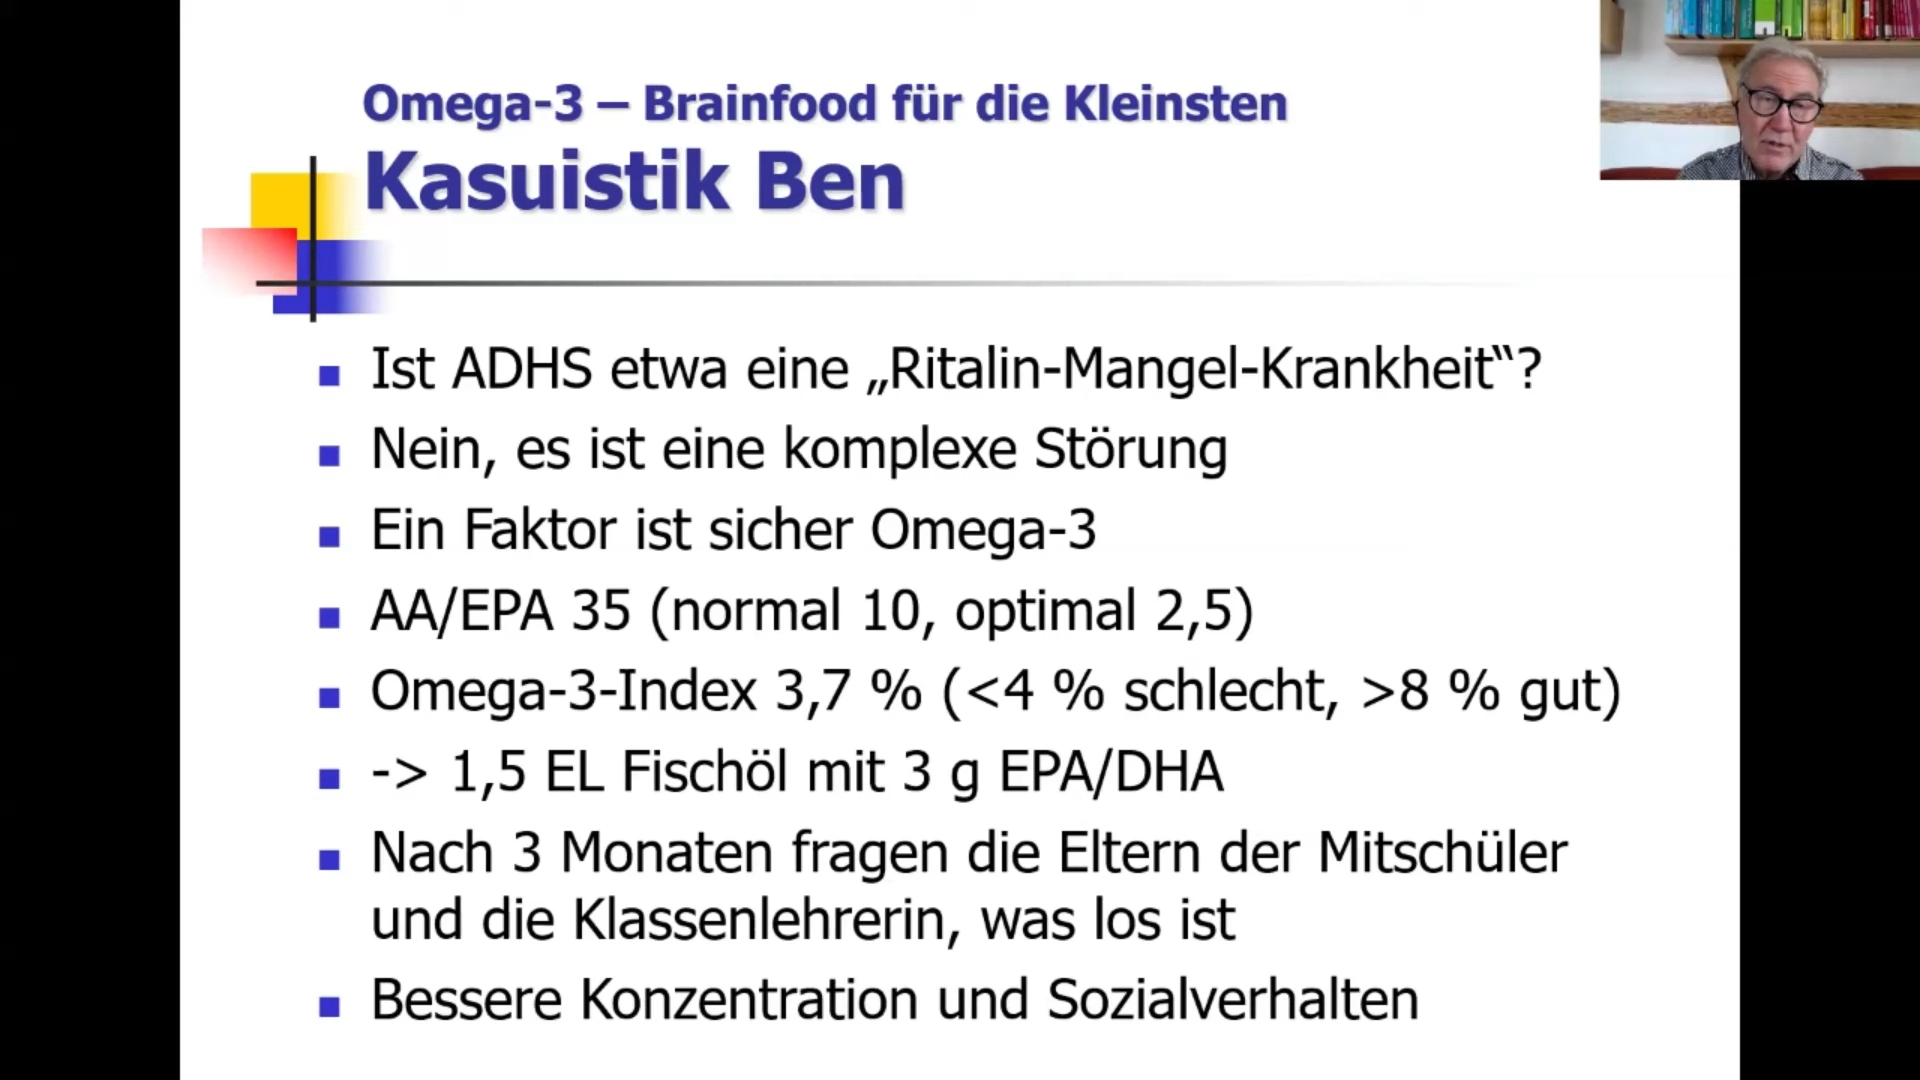 Omega-3 – Brainfood für die Kleinsten
Kasuistik Ben
Ist ADHS etwa eine „Ritalin-Mangel-Krankheit“?
Nein, es ist eine komplexe Störung
Ein Faktor ist sicher Omega-3
AA/EPA 35 (normal 10, optimal 2,5)
Omega-3-Index 3,7 % (<4 % schlecht, >8 % gut)
-> 1,5 EL Fischöl mit 3 g EPA/DHA
Nach 3 Monaten fragen die Eltern der Mitschüler
und die Klassenlehrerin, was los ist
Bessere Konzentration und Sozialverhalten